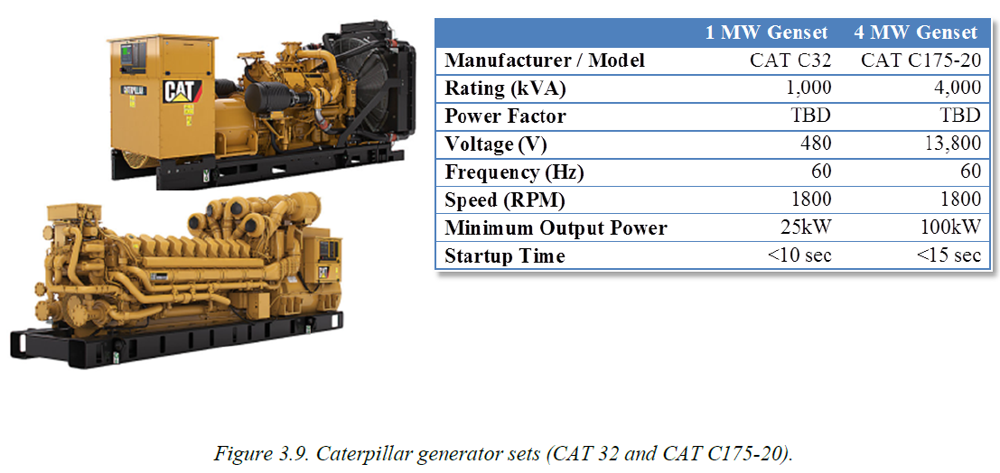 CATERPILLAR
CAT
CAT
1 MW Genset 4 MW Genset
Manufacturer / Model CAT C32 CAT C175-20
Rating (kVA) 1,000 4,000
Power Factor TBD TBD
Voltage (V) 480 13,800
Frequency (Hz) 60 60
Speed (RPM) 1800 1800
Minimum Output Power 25kW 100kW
Startup Time <10 sec <15 sec
Figure 3.9. Caterpillar generator sets (CAT 32 and CAT C175-20).